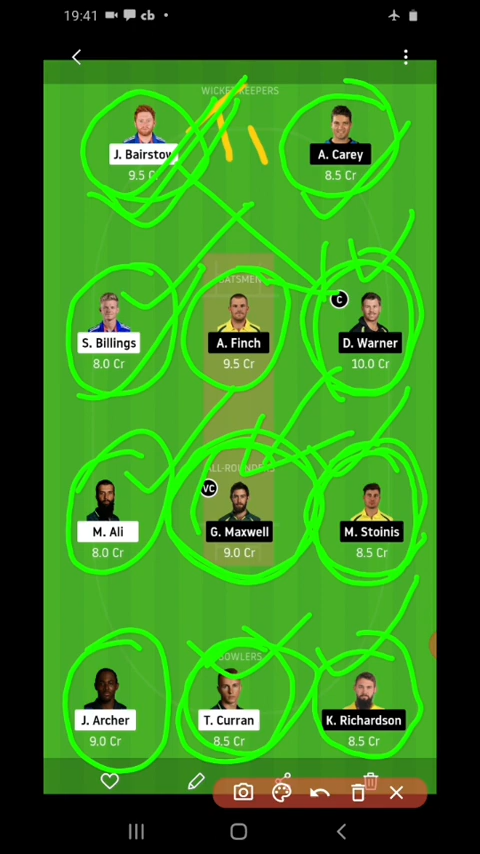 19:41 cb
WICKET-KEEPERS
J. Bairstow A. Carey
9.5 Cr 8.5 Cr
BATSMEN
C
S. Billings A. Finch D. Warner
8.0 Cr 9.5 Cr 10.0 Cr
ALL-ROUNDERS
VC
M. Ali G. Maxwell M. Stoinis
8.0 Cr 9.0 Cr 8.5 Cr
BOWLERS
J. Archer T. Curran K. Richardson
9.0 Cr 8.5 Cr 8.5 Cr